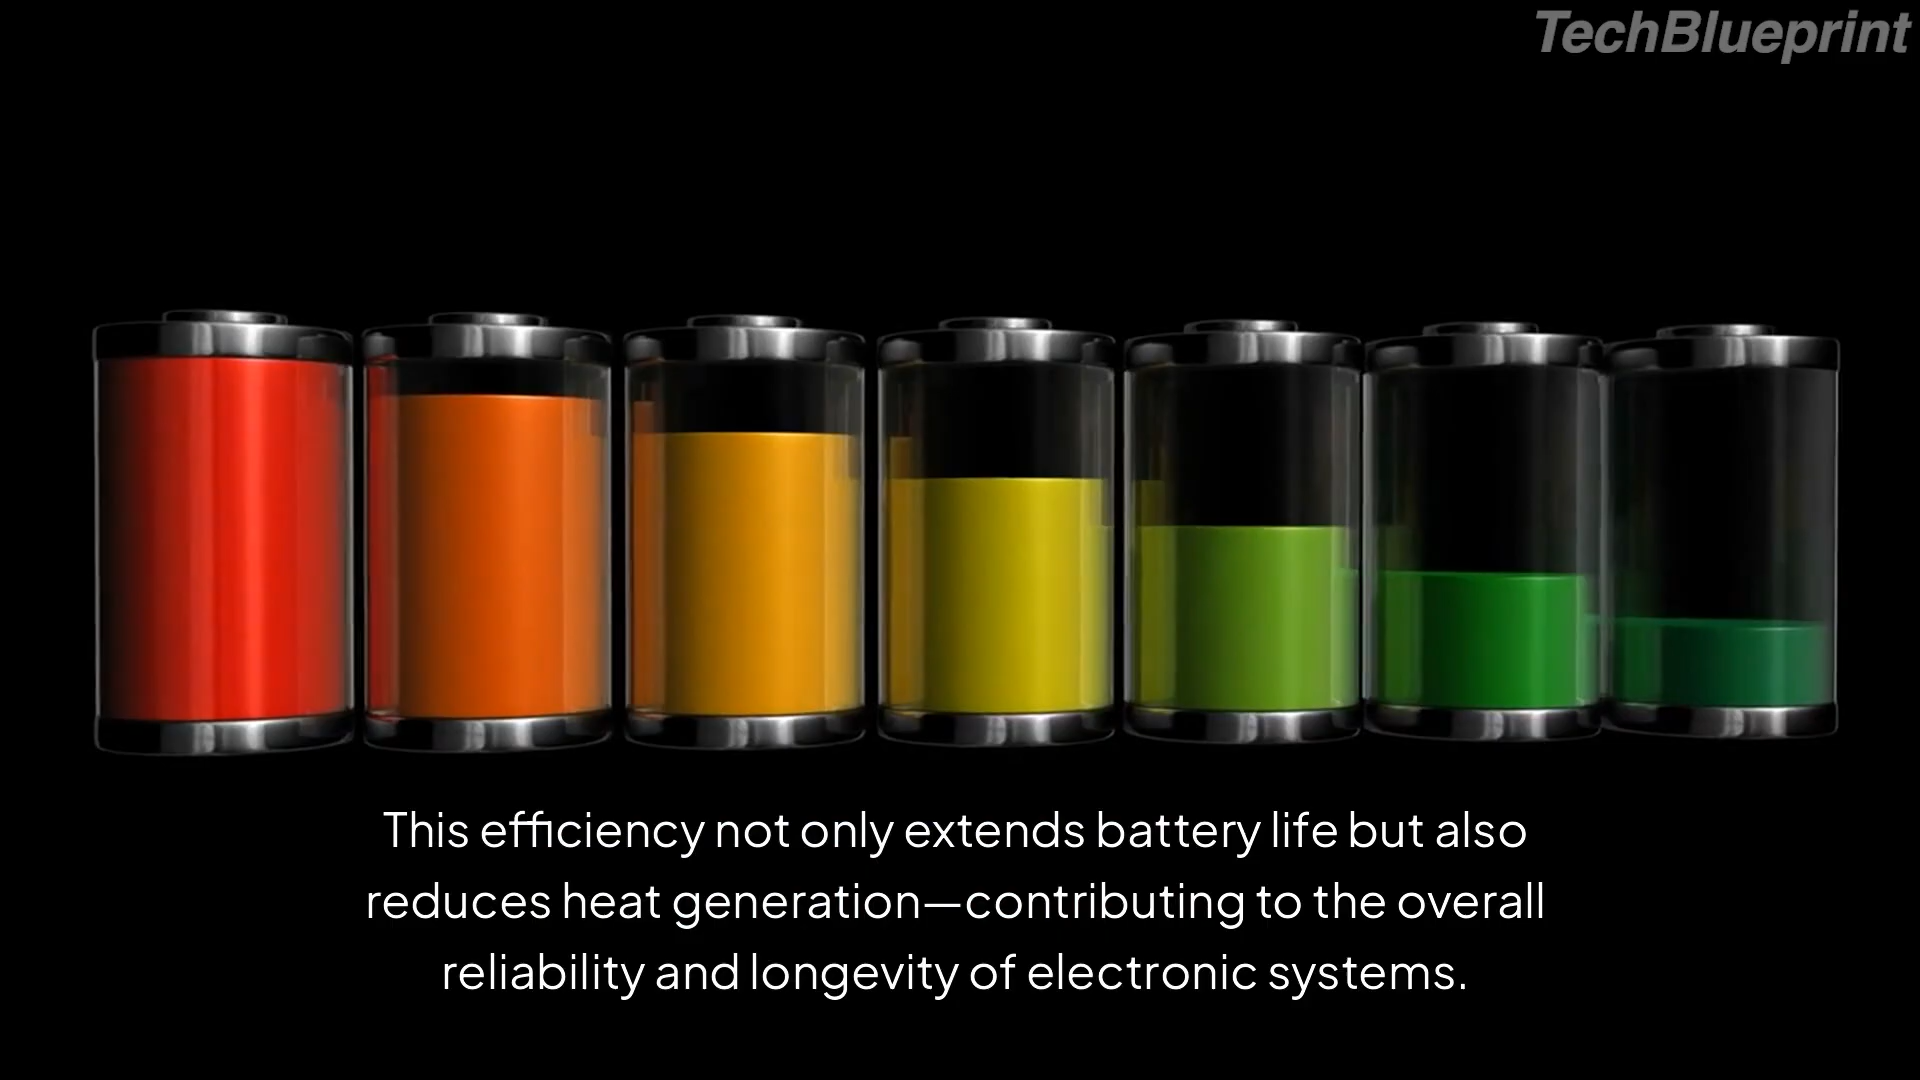 TechBlueprint
This efficiency not only extends battery life but also
reduces heat generation—contributing to the overall
reliability and longevity of electronic systems.